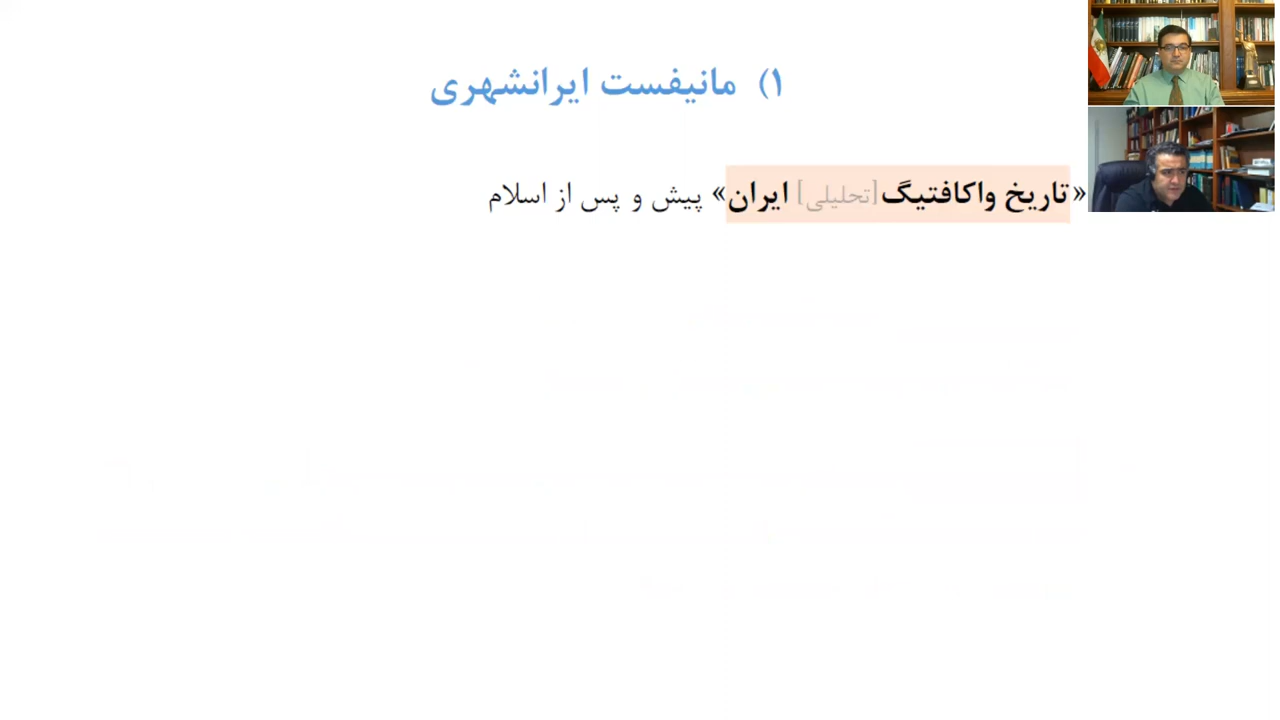 ۱) مانیفست ایرانشهری
«تاریخ واکافتیگ [تحلیلی] ایران» پیش و پس از اسلام